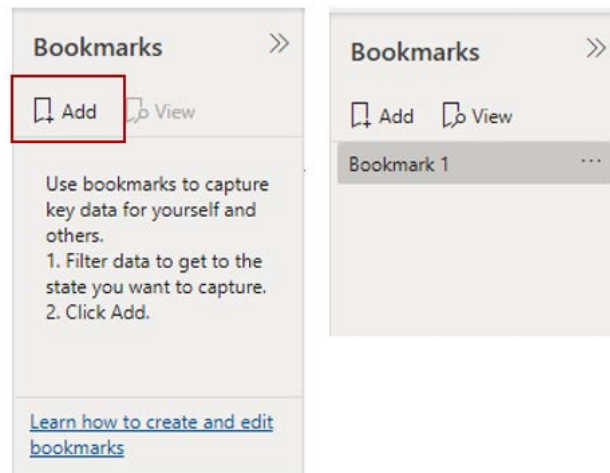 Bookmarks
Add View
Use bookmarks to capture
key data for yourself and
others.
1. Filter data to get to the
state you want to capture.
2. Click Add.
Learn how to create and edit
bookmarks
Bookmarks
Add View
Bookmark 1